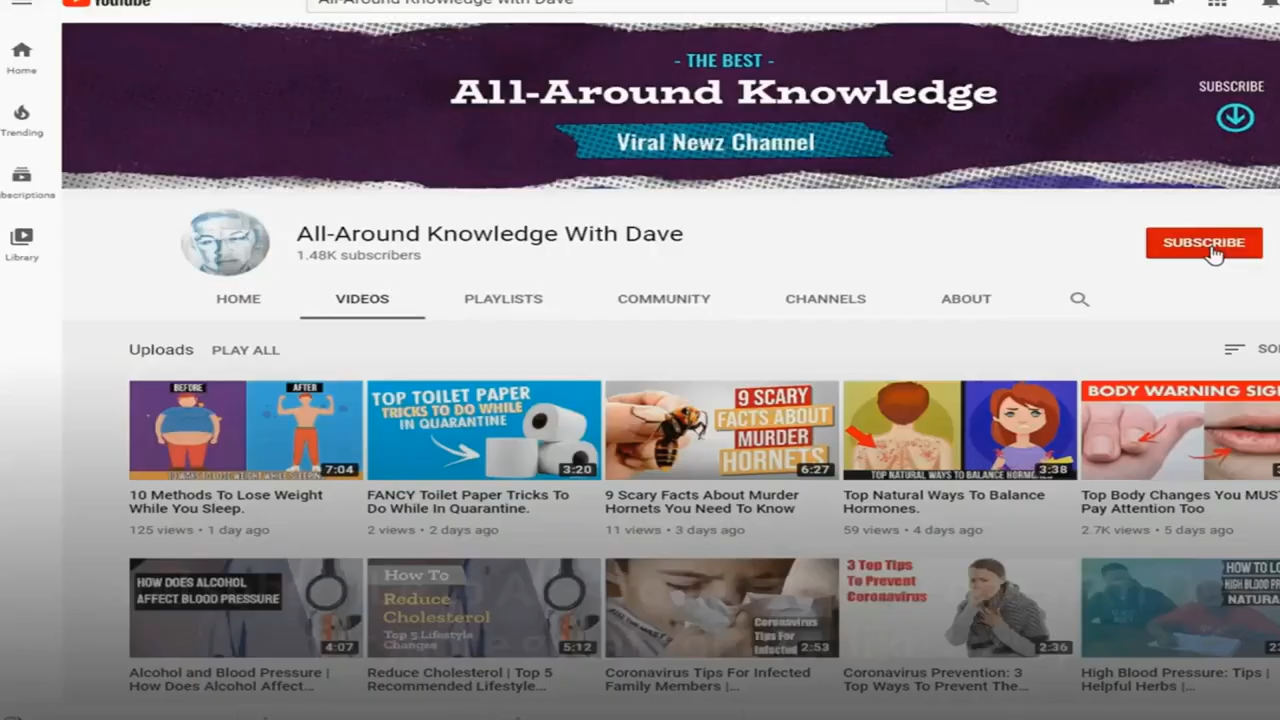 YouTube
All-Around Knowledge with Dave
Home
Trending
bscriptions
Library
- THE BEST -
All-Around Knowledge
Viral Newz Channel
SUBSCRIBE
All-Around Knowledge With Dave
1.48K subscribers
SUBSCRIBE
HOME VIDEOS PLAYLISTS COMMUNITY CHANNELS ABOUT
Uploads PLAY ALL
SO
BEFORE AFTER
7:04
TOP TOILET PAPER
TRICKS TO DO WHILE
IN QUARANTINE
3:20
9 SCARY
FACTS ABOUT
MURDER
HORNETS
6:27
TOP NATURAL WAYS TO BALANCE HORMO
3:38
BODY WARNING SIG
10 Methods To Lose Weight
While You Sleep.
125 views • 1 day ago
FANCY Toilet Paper Tricks To
Do While In Quarantine.
2 views • 2 days ago
9 Scary Facts About Murder
Hornets You Need To Know
11 views • 3 days ago
Top Natural Ways To Balance
Hormones.
59 views • 4 days ago
Top Body Changes You MUS
Pay Attention Too
2.7K views • 5 days ago
HOW DOES ALCOHOL
AFFECT BLOOD PRESSURE
4:07
How To
Reduce
Cholesterol
Top 5 Lifestyle
Changes
5:12
Coronavirus
Tips For
Infected
2:53
3 Top Tips
To Prevent
Coronavirus
2:36
HOW TO LO
HIGH BLOOD PR
NATURA
Alcohol and Blood Pressure |
How Does Alcohol Affect...
Reduce Cholesterol | Top 5
Recommended Lifestyle...
Coronavirus Tips For Infected
Family Members |...
Coronavirus Prevention: 3
Top Ways To Prevent The...
High Blood Pressure: Tips |
Helpful Herbs |...